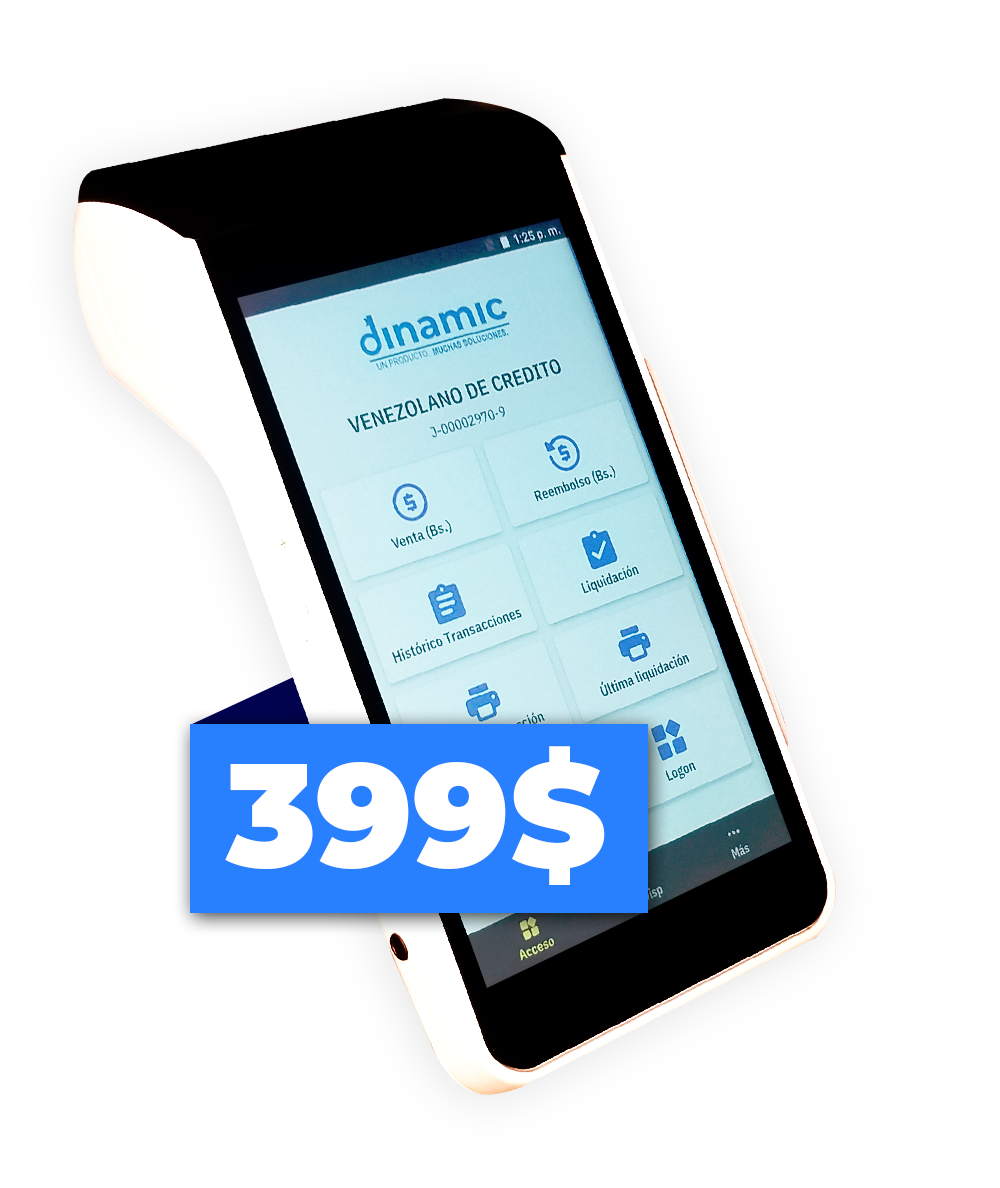 1:25 p. m.
dinamic
UN PRODUCTO. MUCHAS SOLUCIONES.
VENEZOLANO DE CREDITO
J-00002970-9
Venta (Bs.)
Reembolso (Bs.)
Histórico Transacciones
Liquidación
Última liquidación
Logon
399$
Acceso
Más